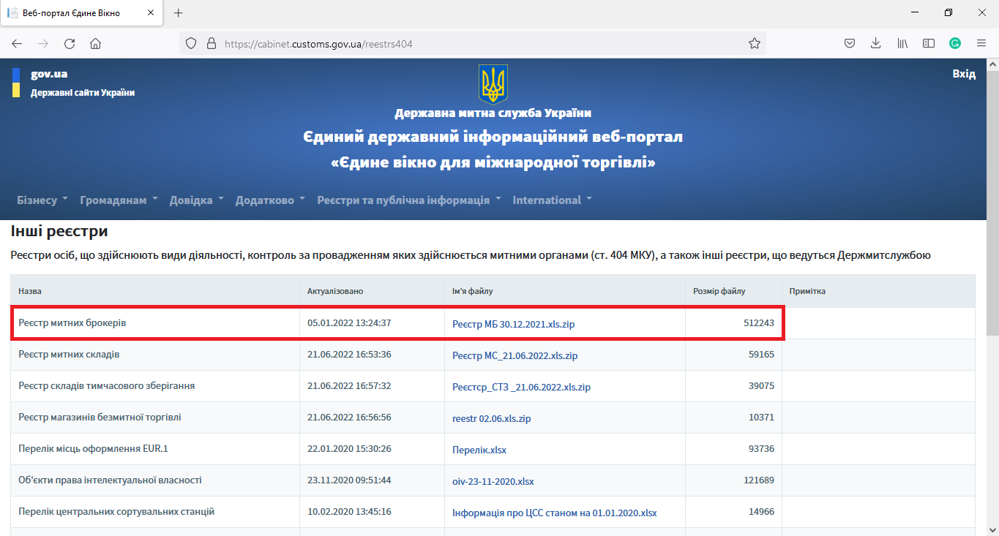 Веб-портал Єдине Вікно
https://cabinet.customs.gov.ua/reestrs404
gov.ua
Державні сайти України
Вхід
Державна митна служба України
Єдиний державний інформаційний веб-портал
«Єдине вікно для міжнародної торгівлі»
Бізнесу Громадянам Довідка Додатково Реєстри та публічна інформація International
Інші реєстри
Реєстри осіб, що здійснюють види діяльності, контроль за провадженням яких здійснюється митними органами (ст. 404 МКУ), а також інші реєстри, що ведуться Держмитслужбою
Назва Актуалізовано Ім'я файлу Розмір файлу Примітка
Реєстр митних брокерів 05.01.2022 13:24:37 Реєстр МБ 30.12.2021.xls.zip 512243
Реєстр митних складів 21.06.2022 16:53:36 Реєстр МС_21.06.2022.xls.zip 59165
Реєстр складів тимчасового зберігання 21.06.2022 16:57:32 Реєстср_СТЗ _21.06.2022.xls.zip 39075
Реєстр магазинів безмитної торгівлі 21.06.2022 16:56:56 reestr 02.06.xls.zip 10371
Перелік місць оформлення EUR.1 22.01.2020 15:30:26 Перелік.xlsx 93736
Об'єкти права інтелектуальної власності 23.11.2020 09:51:44 oiv-23-11-2020.xlsx 121689
Перелік центральних сортувальних станцій 10.02.2020 13:45:16 Інформація про ЦСС станом на 01.01.2020.xlsx 14966